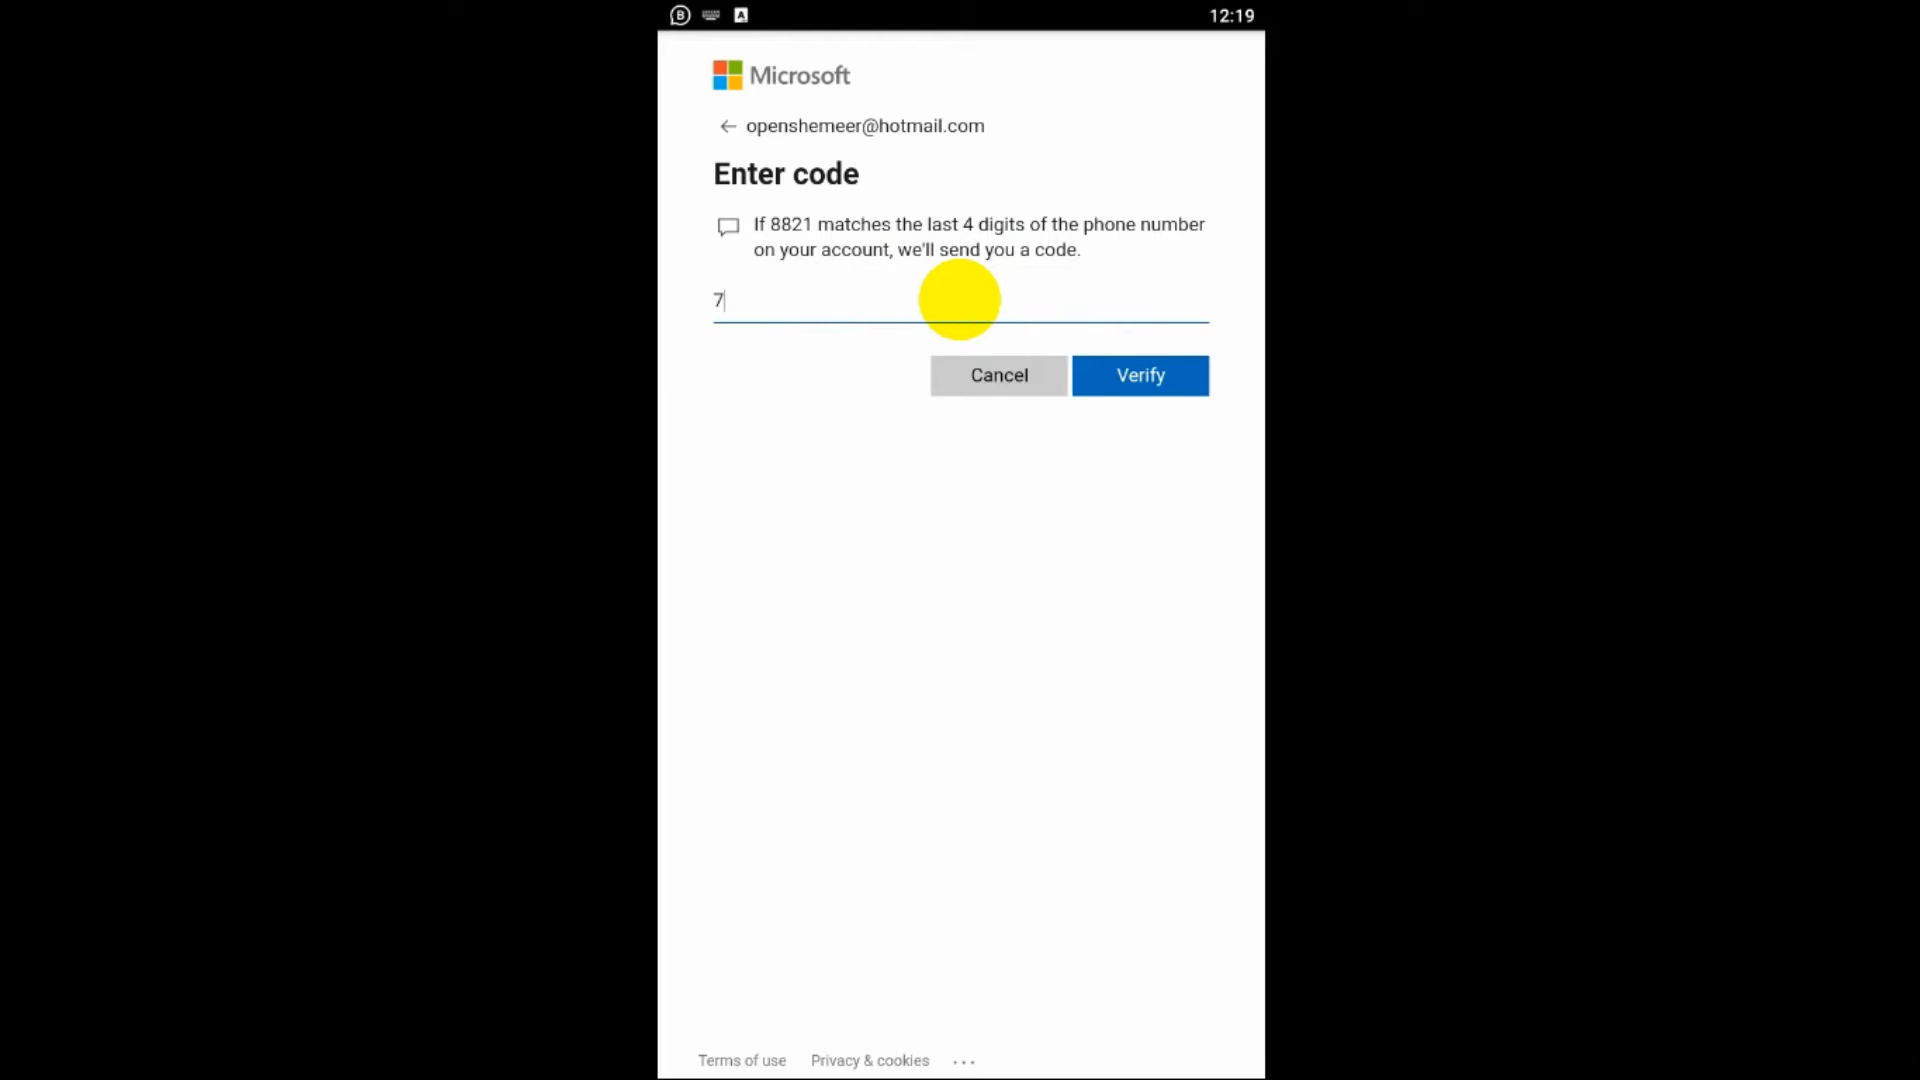 12:19
Microsoft
← openshemeer@hotmail.com
Enter code
If 8821 matches the last 4 digits of the phone number
on your account, we'll send you a code.
7
Cancel
Verify
Terms of use
Privacy & cookies
...